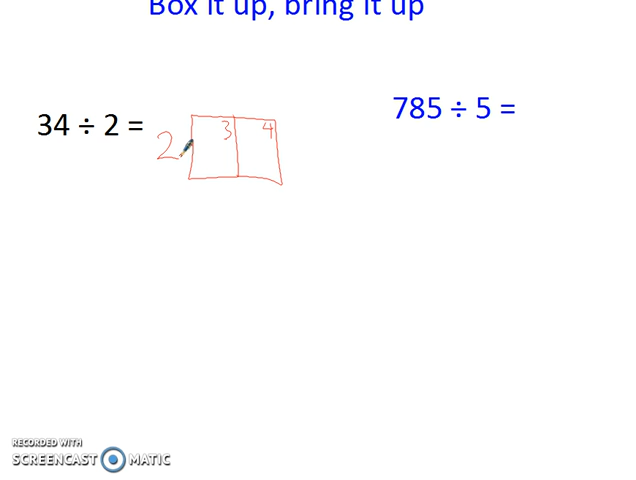 Box it up, bring it up
34 ÷ 2 =
2 3 4
785 ÷ 5 =
RECORDED WITH
SCREENCAST MATIC